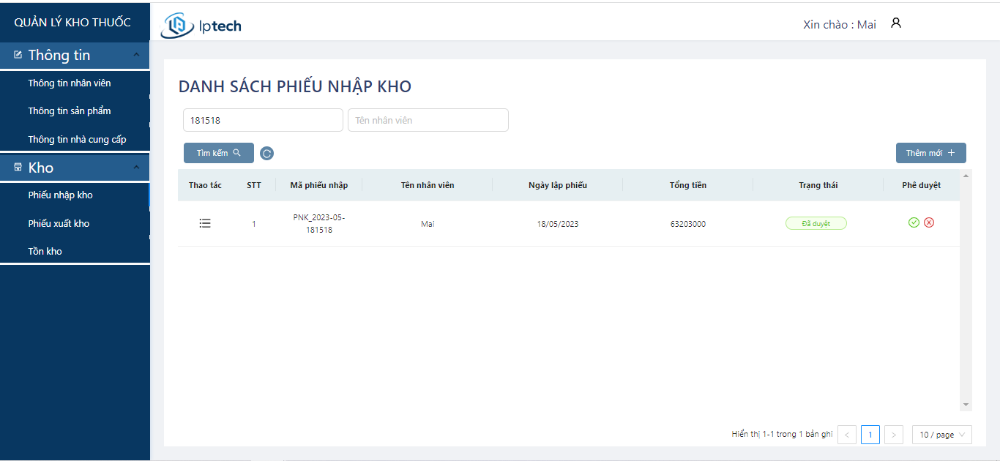 QUẢN LÝ KHO THUỐC
Thông tin
Thông tin nhân viên
Thông tin sản phẩm
Thông tin nhà cung cấp
Kho
Phiếu nhập kho
Phiếu xuất kho
Tồn kho
Iptech
Xin chào : Mai
DANH SÁCH PHIẾU NHẬP KHO
181518
Tên nhân viên
Tìm kếm
Thêm mới
Thao tác STT Mã phiếu nhập Tên nhân viên Ngày lập phiếu Tổng tiền Trạng thái Phê duyệt
1 PNK_2023-05-181518 Mai 18/05/2023 63203000 Đã duyệt
Hiển thị 1-1 trong 1 bản ghi < 1 > 10 / page